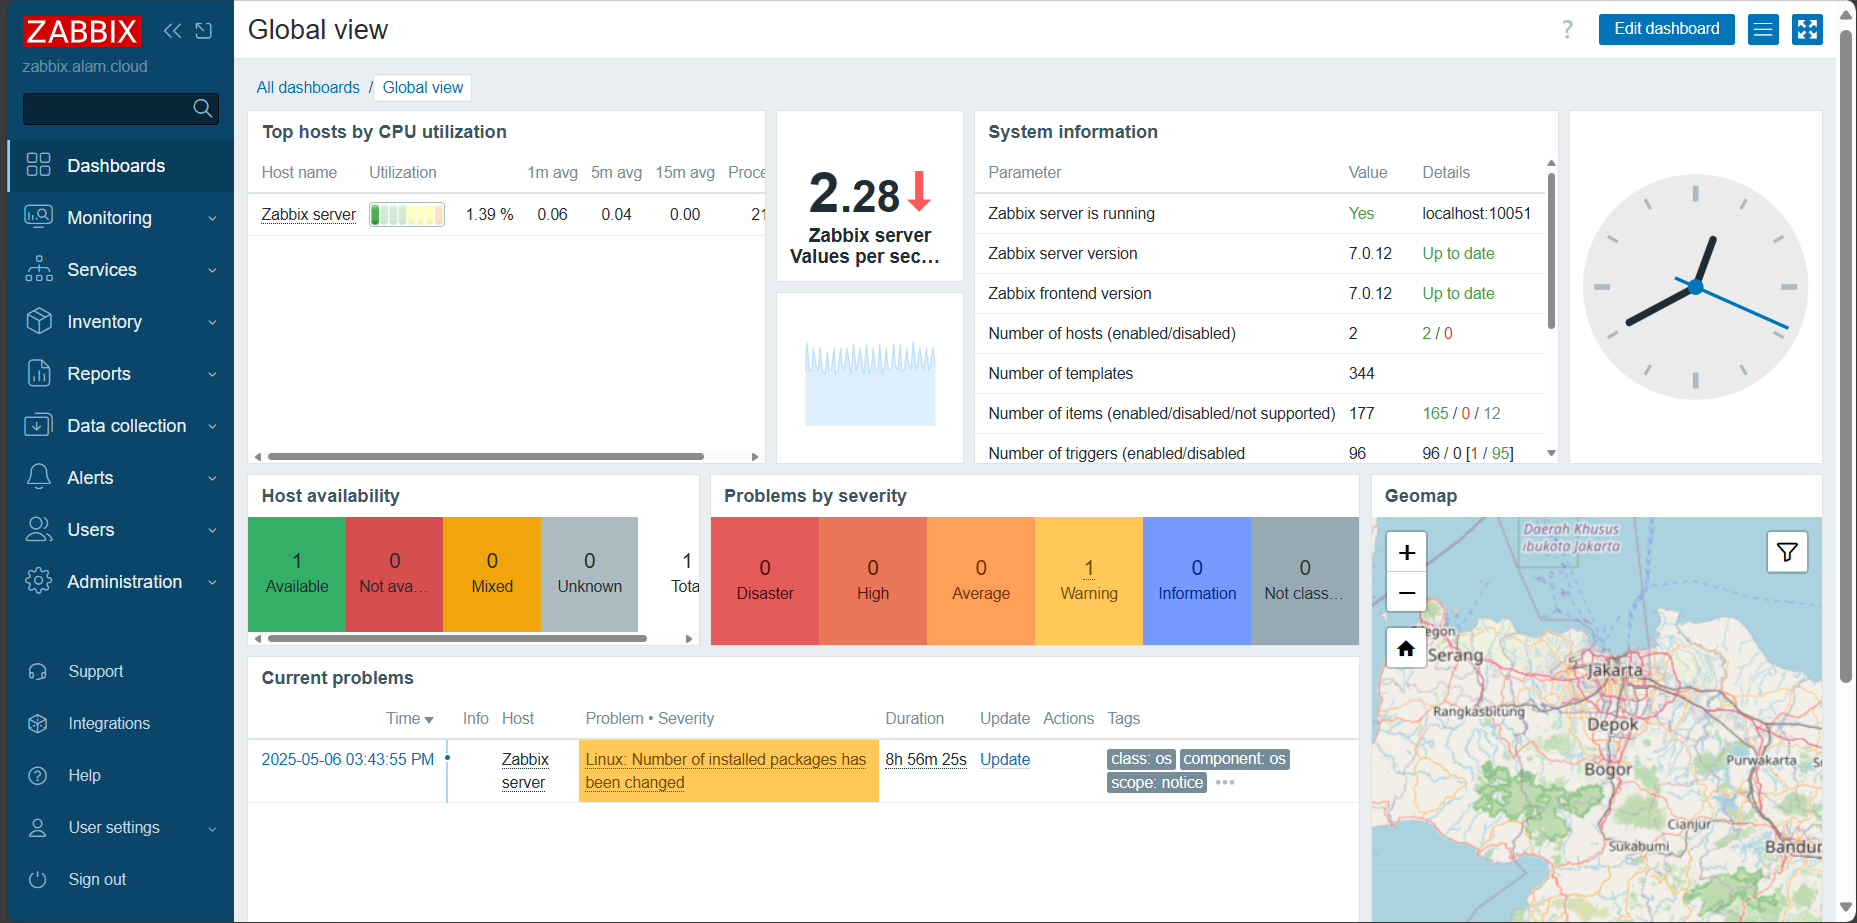 ZABBIX
zabbix.alam.cloud
Dashboards
Monitoring
Services
Inventory
Reports
Data collection
Alerts
Users
Administration
Support
Integrations
Help
User settings
Sign out
Global view
? Edit dashboard
All dashboards / Global view
Top hosts by CPU utilization
Host name Utilization 1m avg 5m avg 15m avg Proce
Zabbix server 1.39 % 0.06 0.04 0.00 21
2.28
Zabbix server
Values per sec...
System information
Parameter Value Details
Zabbix server is running Yes localhost:10051
Zabbix server version 7.0.12 Up to date
Zabbix frontend version 7.0.12 Up to date
Number of hosts (enabled/disabled) 2 2 / 0
Number of templates 344
Number of items (enabled/disabled/not supported) 177 165 / 0 / 12
Number of triggers (enabled/disabled 96 96 / 0 [1 / 95]
Host availability
1 0 0 0 1
Available Not ava... Mixed Unknown Tota
Problems by severity
0 0 0 1 0 0
Disaster High Average Warning Information Not class...
Geomap
+
−
Daerah Khusus
ibukota Jakarta
egon
Serang
Jakarta
Rangkasbitung
Depok
Purwakarta
Bogor
Cianjur
Sukabumi
Bandun
Current problems
Time Info Host Problem • Severity Duration Update Actions Tags
2025-05-06 03:43:55 PM Zabbix Linux: Number of installed packages has 8h 56m 25s Update class: os component: os
server been changed scope: notice •••